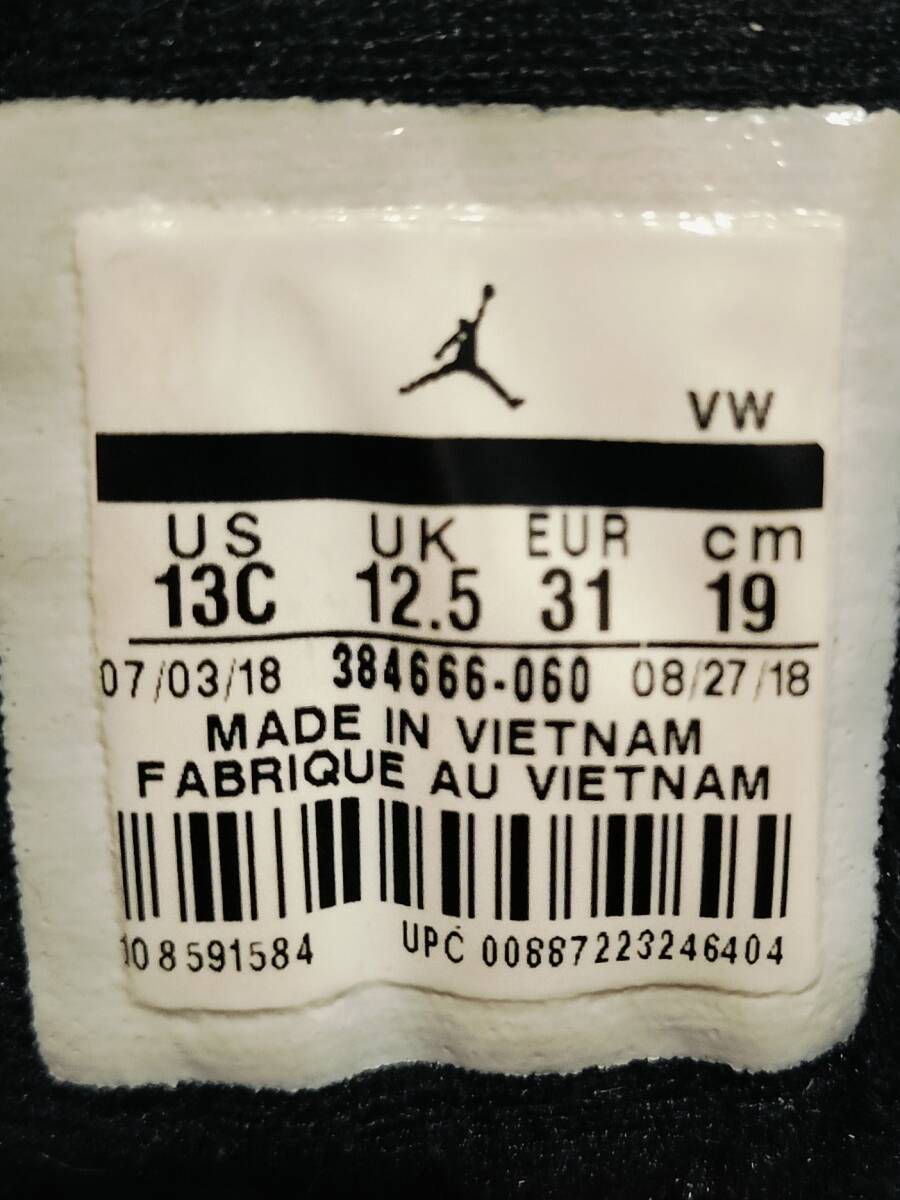 VW
US UK EUR cm
13C 12.5 31 19
07/03/18 384666-060 08/27/18
MADE IN VIETNAM
FABRIQUE AU VIETNAM
108591584 UPC 00887223246404